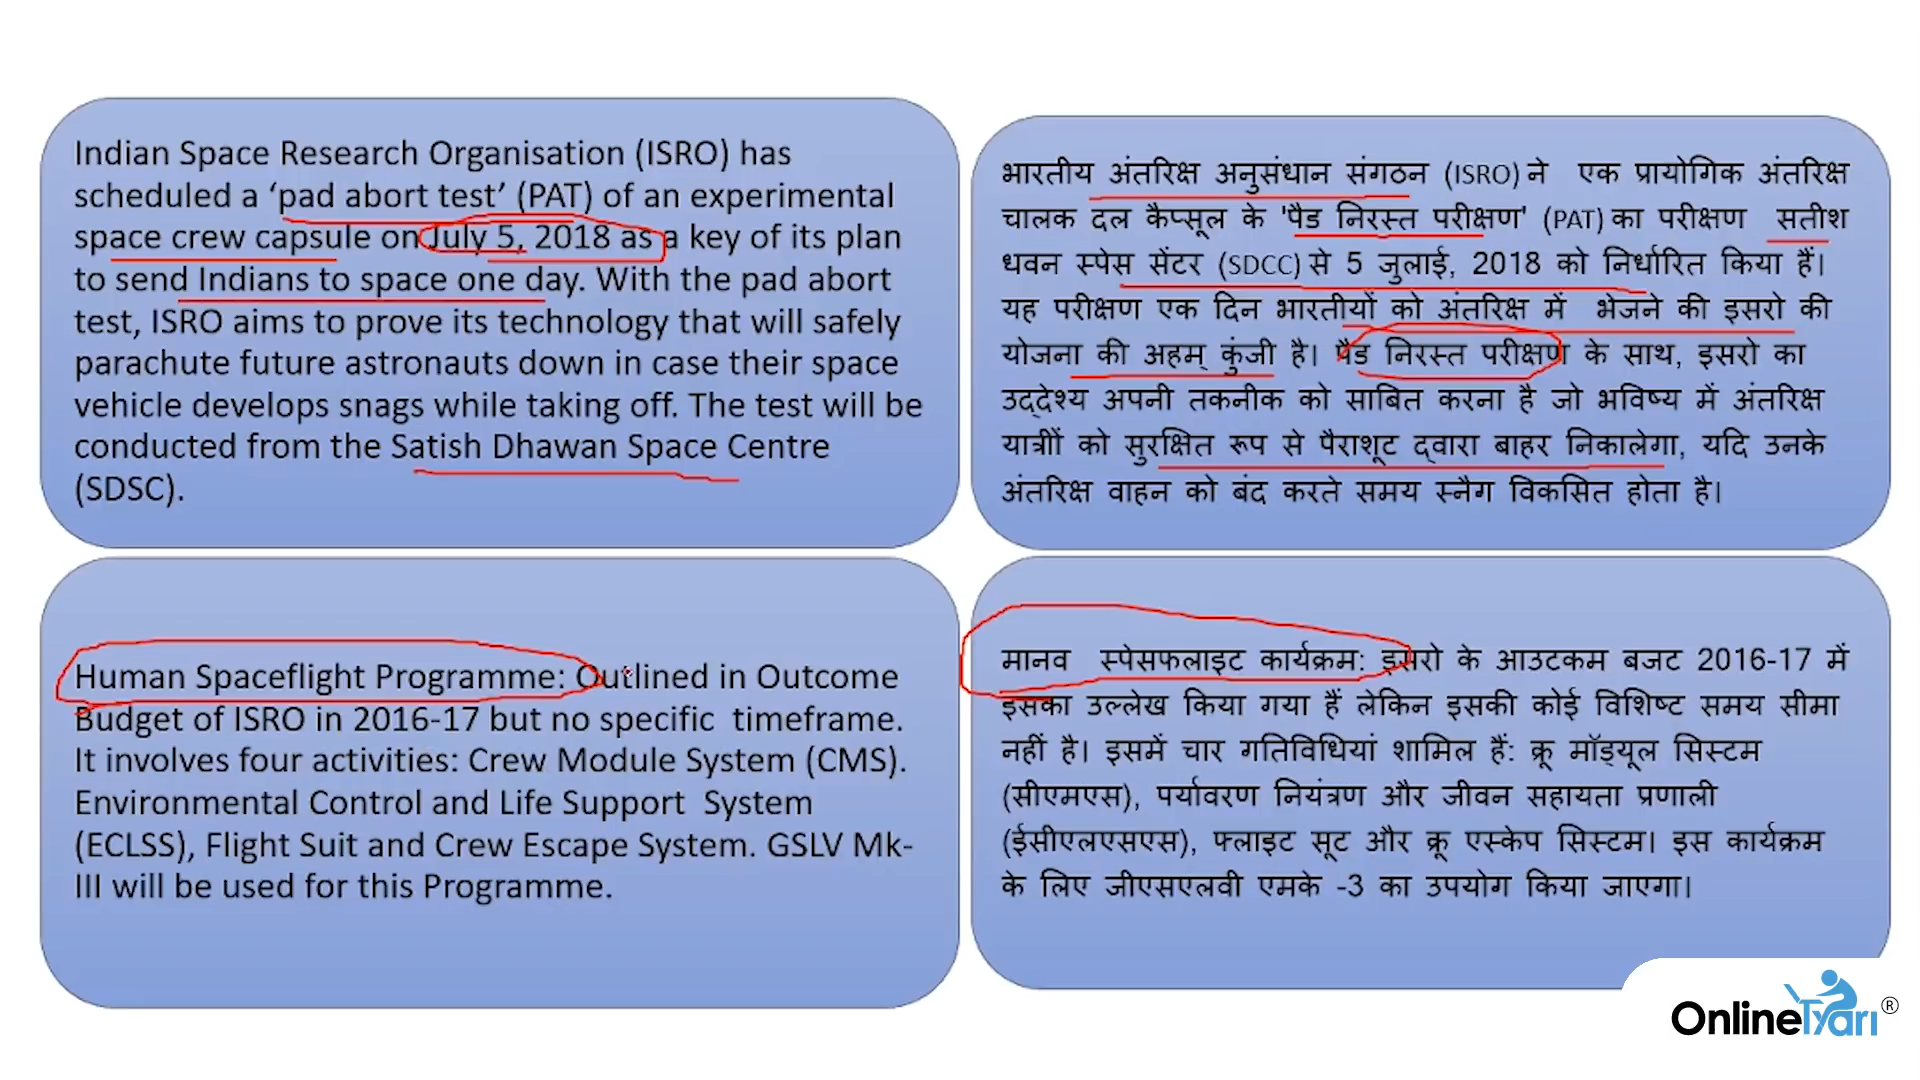 Indian Space Research Organisation (ISRO) has
scheduled a ‘pad abort test’ (PAT) of an experimental
space crew capsule on July 5, 2018 as a key of its plan
to send Indians to space one day. With the pad abort
test, ISRO aims to prove its technology that will safely
parachute future astronauts down in case their space
vehicle develops snags while taking off. The test will be
conducted from the Satish Dhawan Space Centre
(SDSC).
भारतीय अंतरिक्ष अनुसंधान संगठन (ISRO) ने एक प्रायोगिक अंतरिक्ष
चालक दल कैप्सूल के 'पैड निरस्त परीक्षण' (PAT) का परीक्षण सतीश
धवन स्पेस सेंटर (SDCC) से 5 जुलाई, 2018 को निर्धारित किया हैं।
यह परीक्षण एक दिन भारतीयों को अंतरिक्ष में भेजने की इसरो की
योजना की अहम् कुंजी है। पैड निरस्त परीक्षण के साथ, इसरो का
उद्देश्य अपनी तकनीक को साबित करना है जो भविष्य में अंतरिक्ष
यात्रीों को सुरक्षित रूप से पैराशूट द्वारा बाहर निकालेगा, यदि उनके
अंतरिक्ष वाहन को बंद करते समय स्नैग विकसित होता है।
Human Spaceflight Programme: Outlined in Outcome
Budget of ISRO in 2016-17 but no specific timeframe.
It involves four activities: Crew Module System (CMS).
Environmental Control and Life Support System
(ECLSS), Flight Suit and Crew Escape System. GSLV Mk-
III will be used for this Programme.
मानव स्पेसफलाइट कार्यक्रम: इसरो के आउटकम बजट 2016-17 में
इसका उल्लेख किया गया हैं लेकिन इसकी कोई विशिष्ट समय सीमा
नहीं है। इसमें चार गतिविधियां शामिल हैं: क्रू मॉड्यूल सिस्टम
(सीएमएस), पर्यावरण नियंत्रण और जीवन सहायता प्रणाली
(ईसीएलएसएस), फ्लाइट सूट और क्रू एस्केप सिस्टम। इस कार्यक्रम
के लिए जीएसएलवी एमके -3 का उपयोग किया जाएगा।
OnlineTyari ®